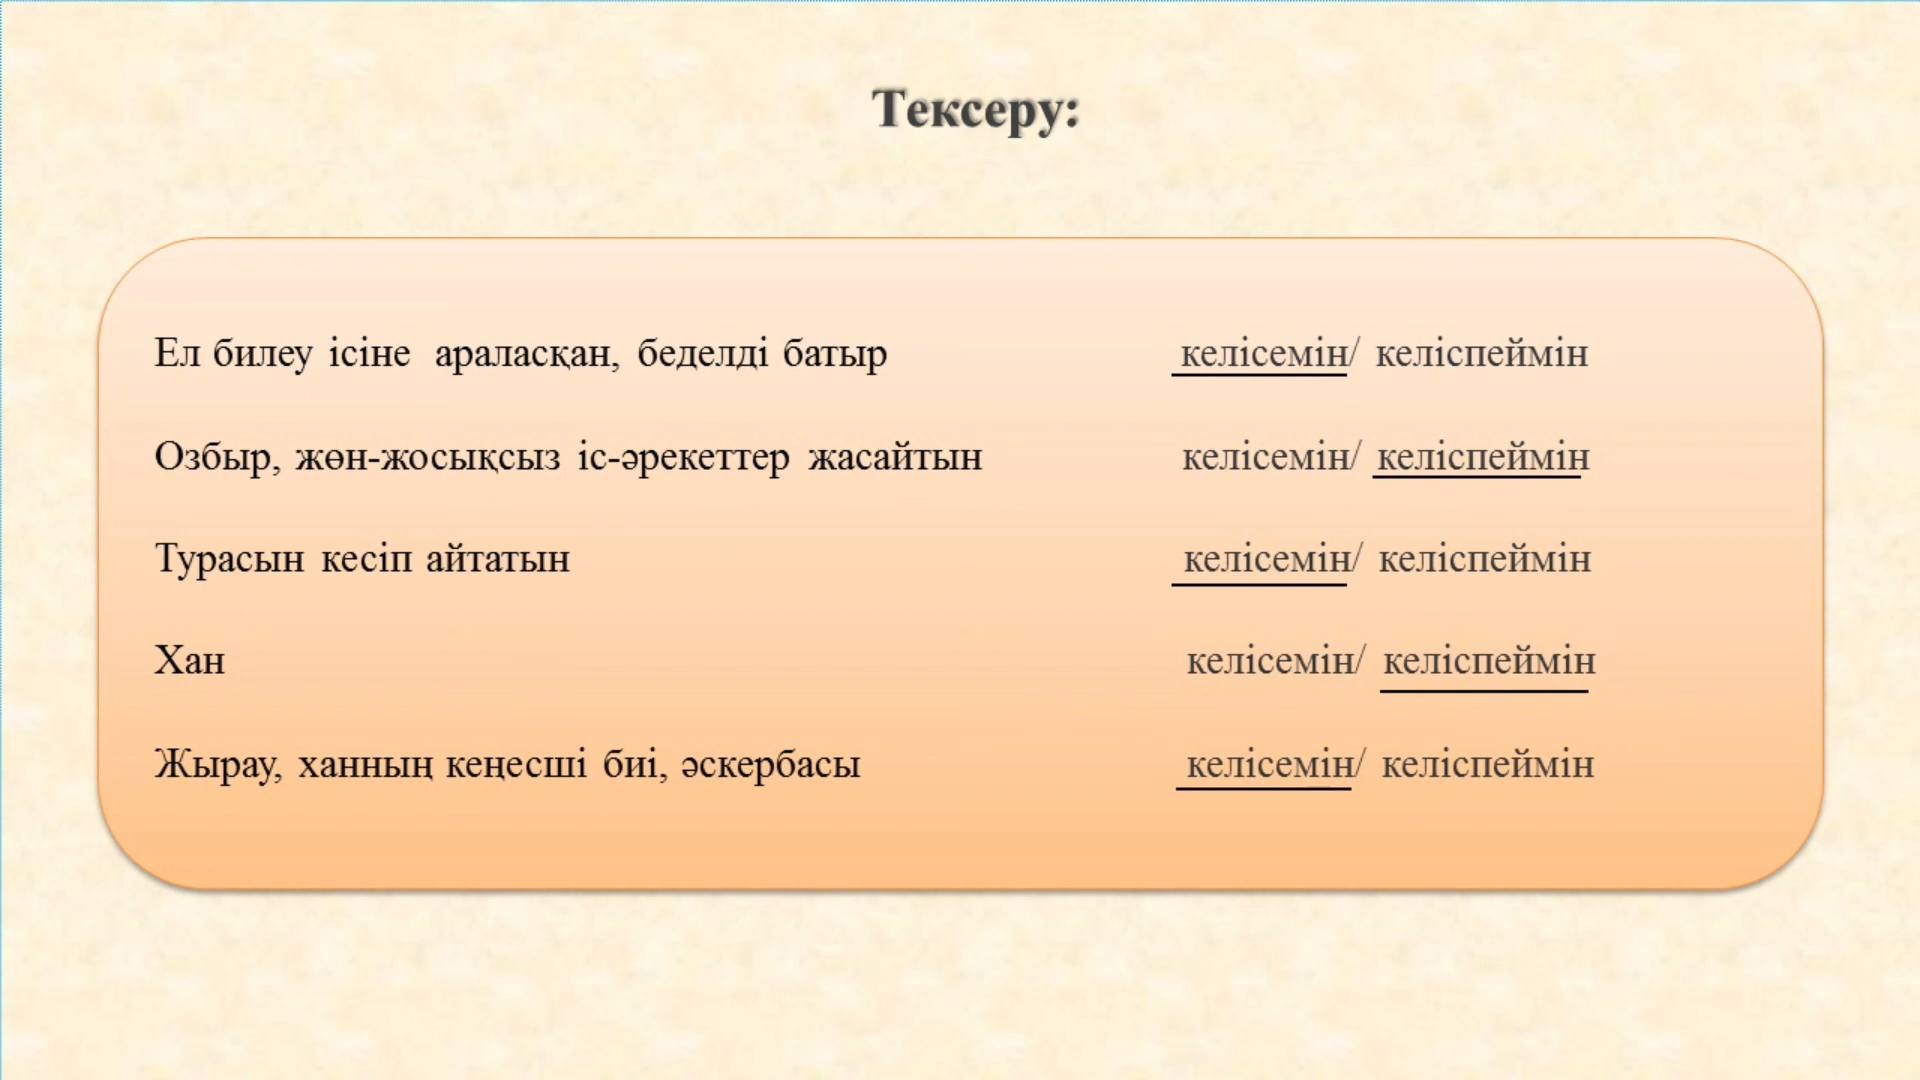 Тексеру:
Ел билеу ісіне араласқан, беделді батыр келісемін/ келіспеймін
Озбыр, жөн-жосықсыз іс-әрекеттер жасайтын келісемін/ келіспеймін
Турасын кесіп айтатын келісемін/ келіспеймін
Хан келісемін/ келіспеймін
Жырау, ханның кеңесші биі, әскербасы келісемін/ келіспеймін